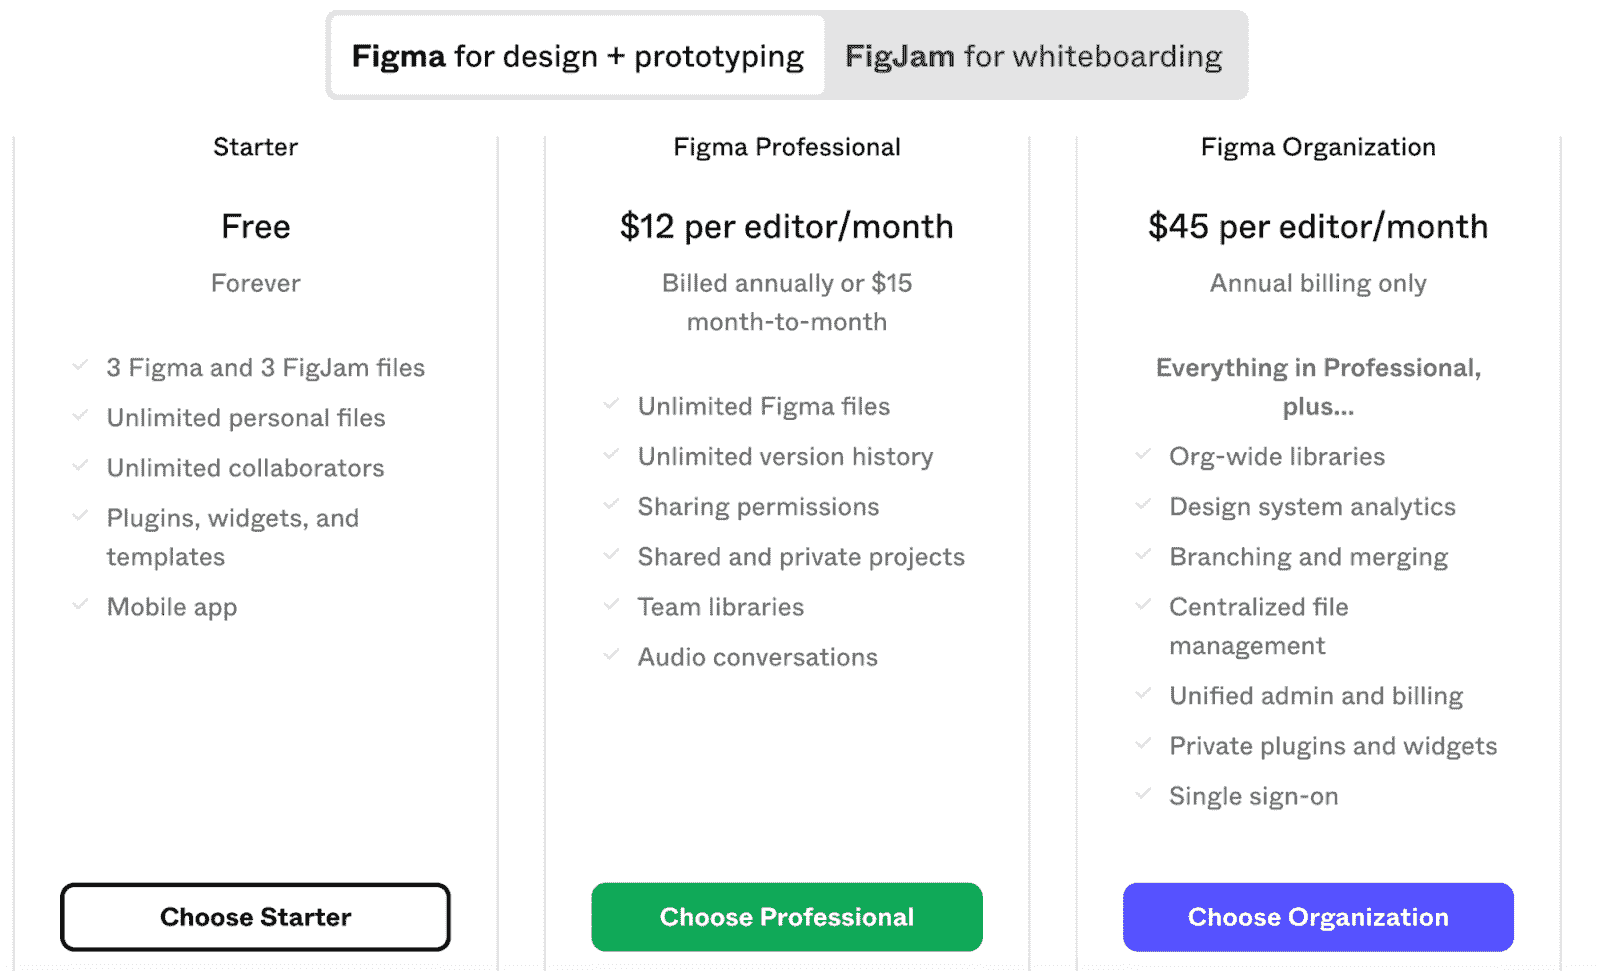 Figma for design + prototyping
FigJam for whiteboarding
Starter
Free
Forever
3 Figma and 3 FigJam files
Unlimited personal files
Unlimited collaborators
Plugins, widgets, and
templates
Mobile app
Choose Starter
Figma Professional
$12 per editor/month
Billed annually or $15
month-to-month
Unlimited Figma files
Unlimited version history
Sharing permissions
Shared and private projects
Team libraries
Audio conversations
Choose Professional
Figma Organization
$45 per editor/month
Annual billing only
Everything in Professional,
plus...
Org-wide libraries
Design system analytics
Branching and merging
Centralized file
management
Unified admin and billing
Private plugins and widgets
Single sign-on
Choose Organization